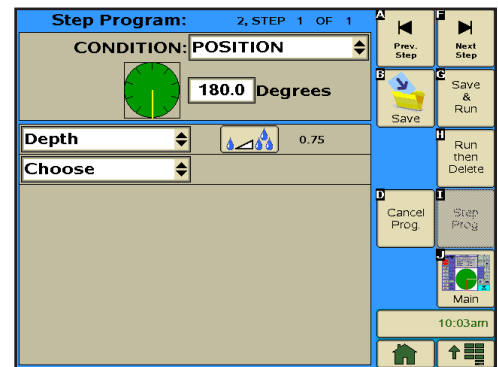 Step Program: 2, STEP 1 OF 1
CONDITION: POSITION
180.0 Degrees
Depth 0.75
Choose
A
Prev.
Step
F
Next
Step
B
Save
G
Save
&
Run
H
Run
then
Delete
D
Cancel
Prog.
I
Step
Prog
J
Main
10:03am